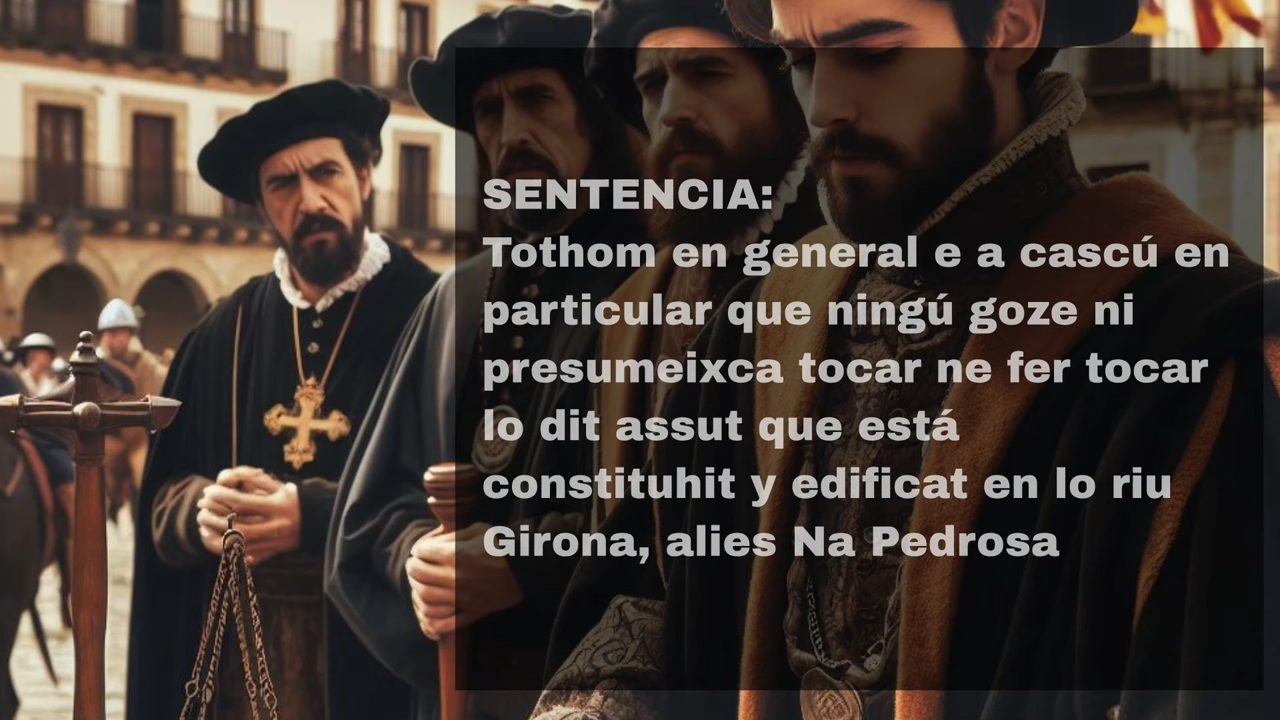 SENTENCIA:
Tothom en general e a cascú en
particular que ningú goze ni
presumeixca tocar ne fer tocar
lo dit assut que está
constituhit y edificat en lo riu
Girona, alies Na Pedrosa